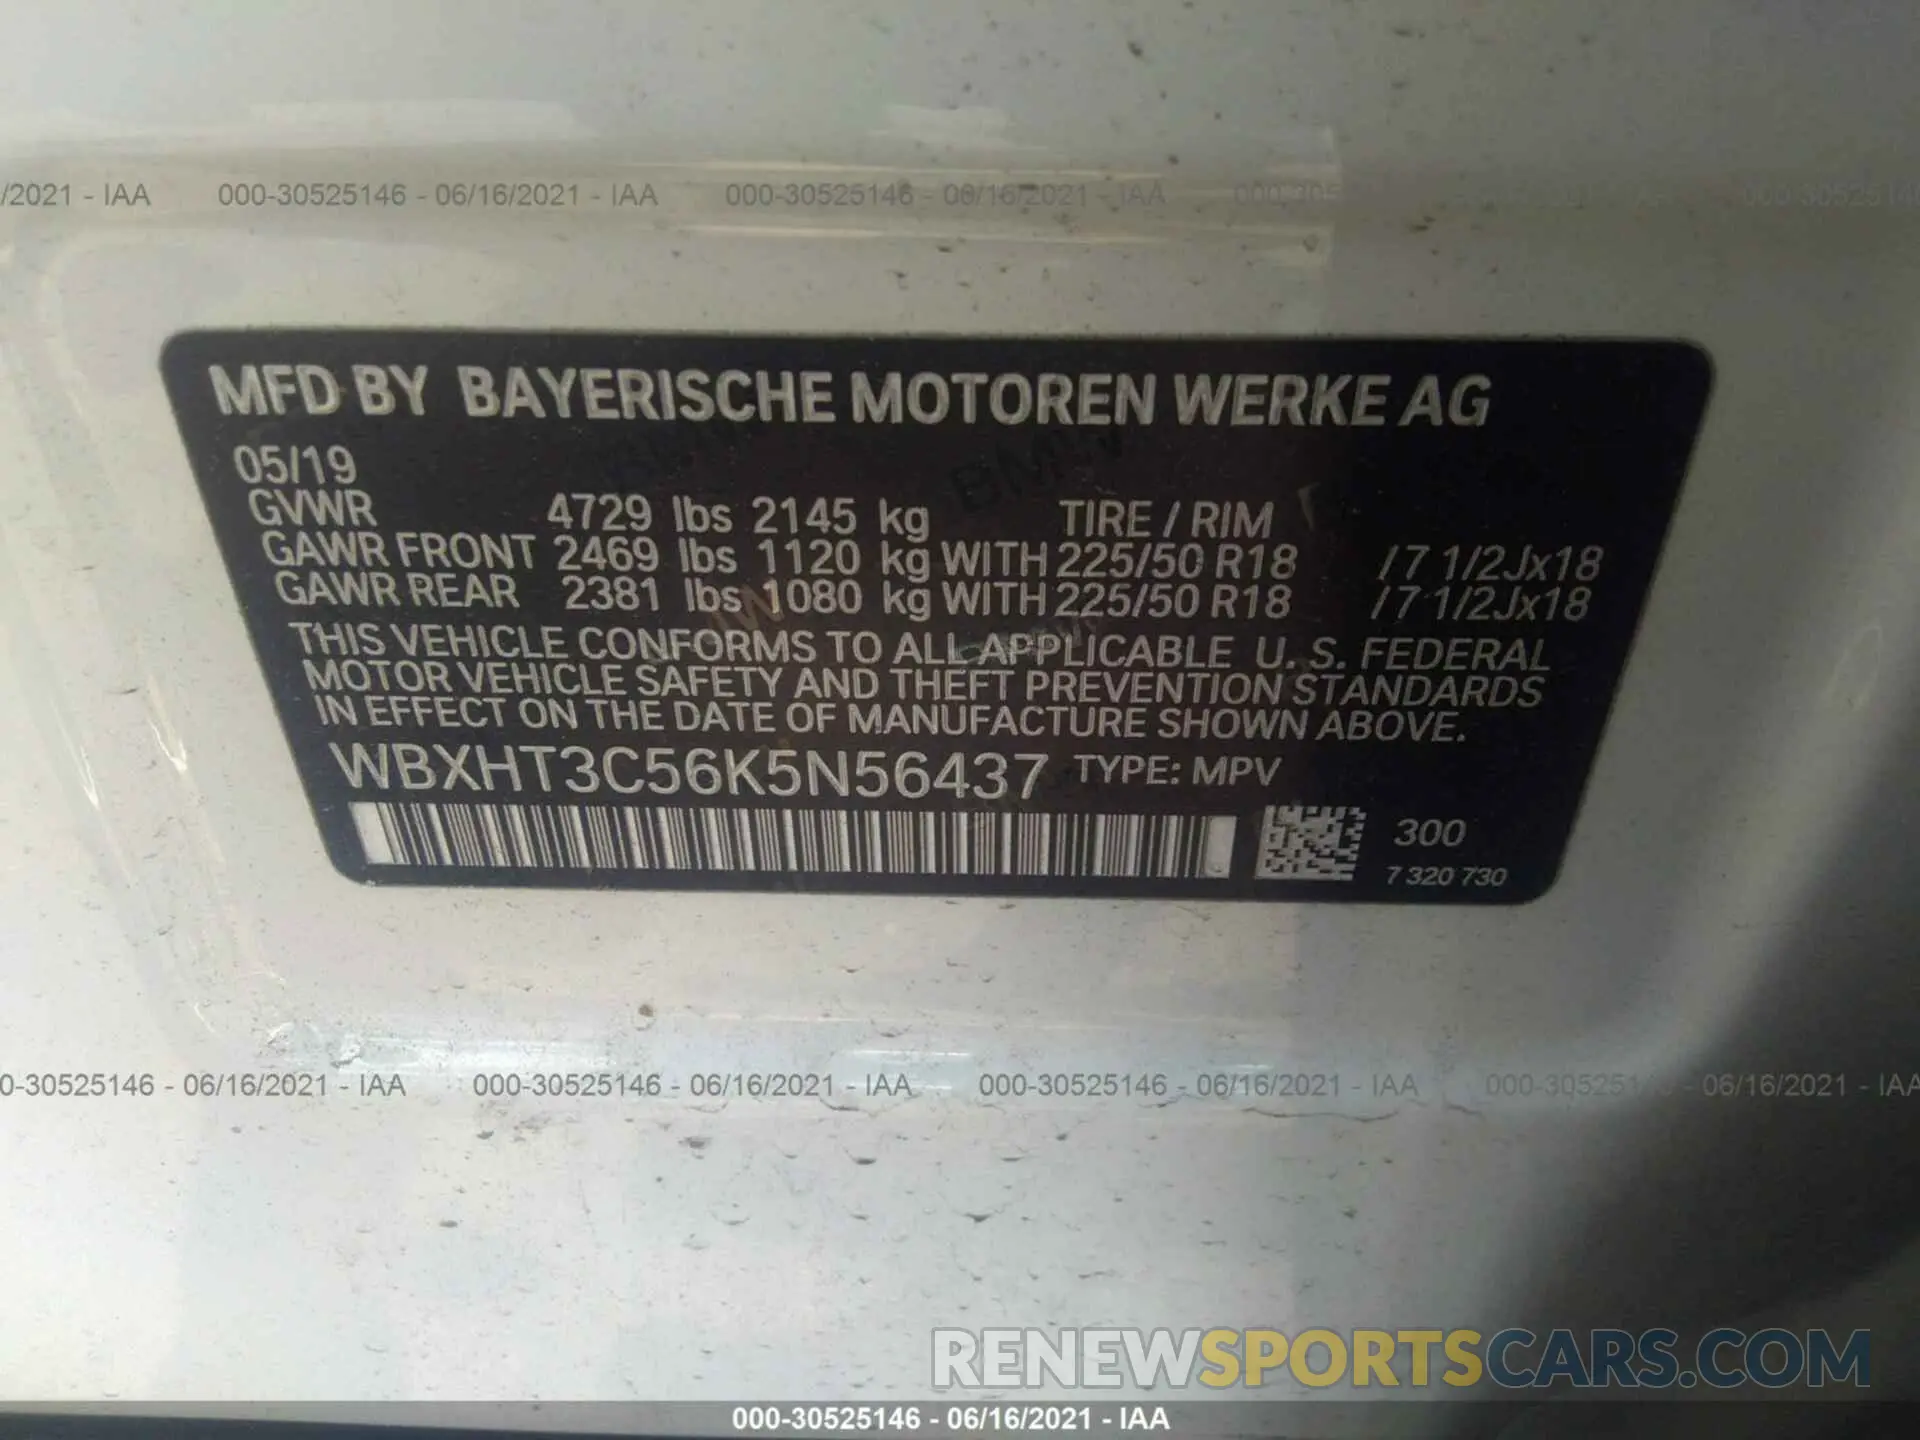 /2021 - IAA 000-30525146 - 06/16/2021 - IAA 000-30525146 - 06/16/2021 - IAA
MFD BY BAYERISCHE MOTOREN WERKE AG
05/19
GVWR 4729 lbs 2145 kg TIRE / RIM
GAWR FRONT 2469 lbs 1120 kg WITH 225/50 R18 / 7 1/2Jx18
GAWR REAR 2381 lbs 1080 kg WITH 225/50 R18 / 7 1/2Jx18
THIS VEHICLE CONFORMS TO ALL APPLICABLE U. S. FEDERAL
MOTOR VEHICLE SAFETY AND THEFT PREVENTION STANDARDS
IN EFFECT ON THE DATE OF MANUFACTURE SHOWN ABOVE.
WBXHT3C56K5N56437 TYPE: MPV
300
7 320 730
0-30525146 - 06/16/2021 - IAA 000-30525146 - 06/16/2021 - IAA 000-30525146 - 06/16/2021 - IAA 000-30525146 - 06/16/2021 - IAA
RENEWSPORTSCARS.COM
000-30525146 - 06/16/2021 - IAA